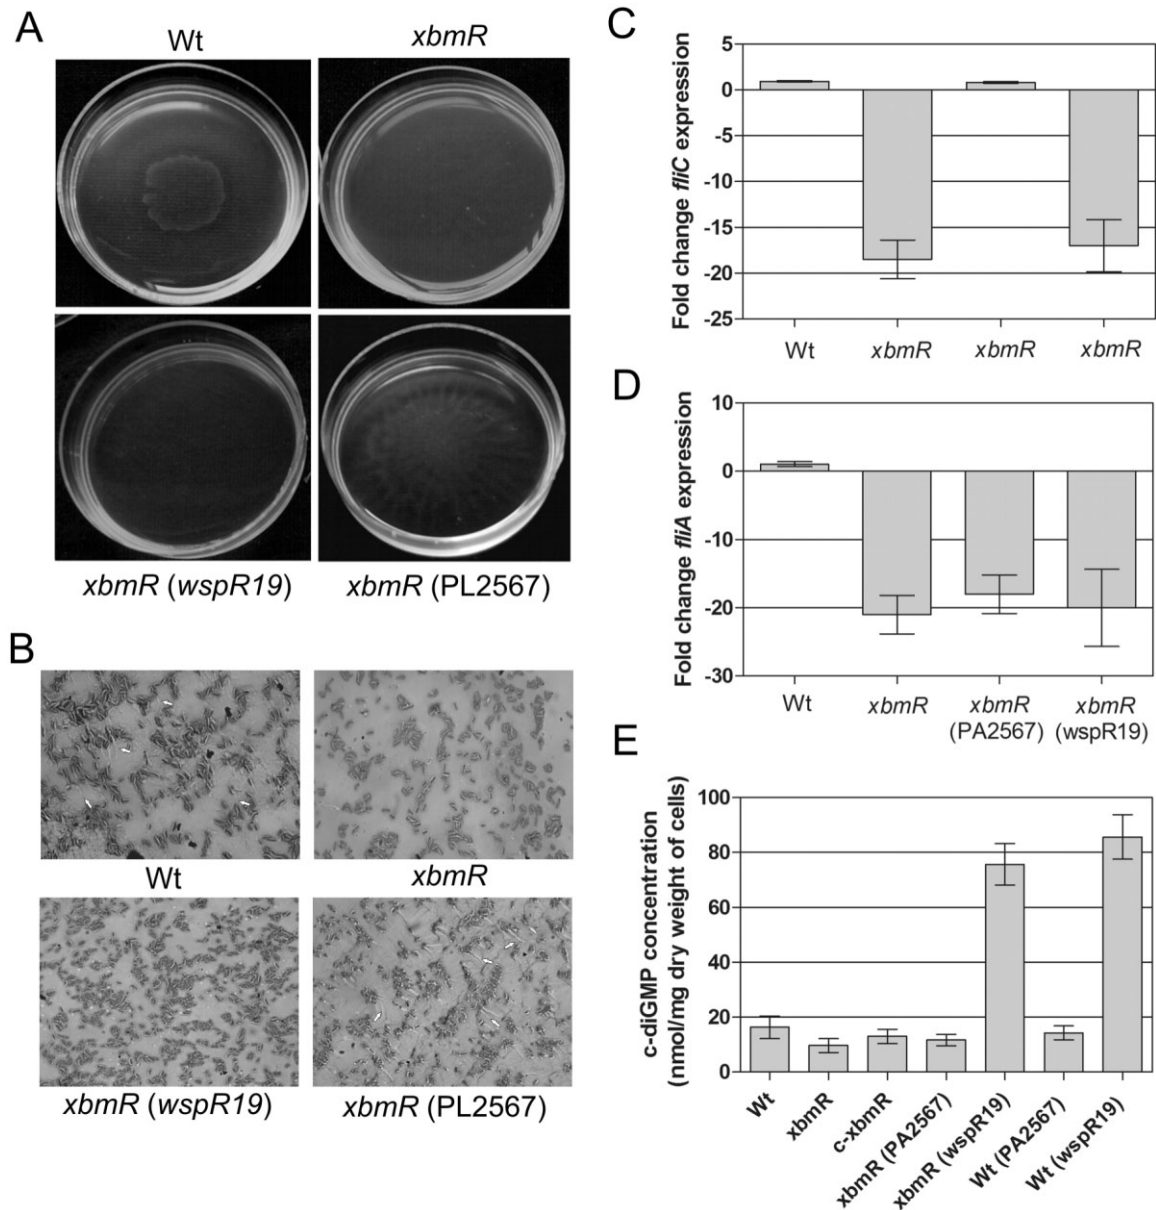 A
Wt
xbmR
xbmR (wspR19)
xbmR (PL2567)
B
Wt
xbmR
xbmR (wspR19)
xbmR (PL2567)
C
Fold change fliC expression
5
0
-5
-10
-15
-20
-25
Wt
xbmR
xbmR
xbmR
D
Fold change fliA expression
10
0
-10
-20
-30
Wt
xbmR
xbmR
(PA2567)
xbmR
(wspR19)
E
c-diGMP concentration
(nmol/mg dry weight of cells)
100
80
60
40
20
0
Wt
xbmR
c-xbmR
xbmR (PA2567)
xbmR (wspR19)
Wt (PA2567)
Wt (wspR19)